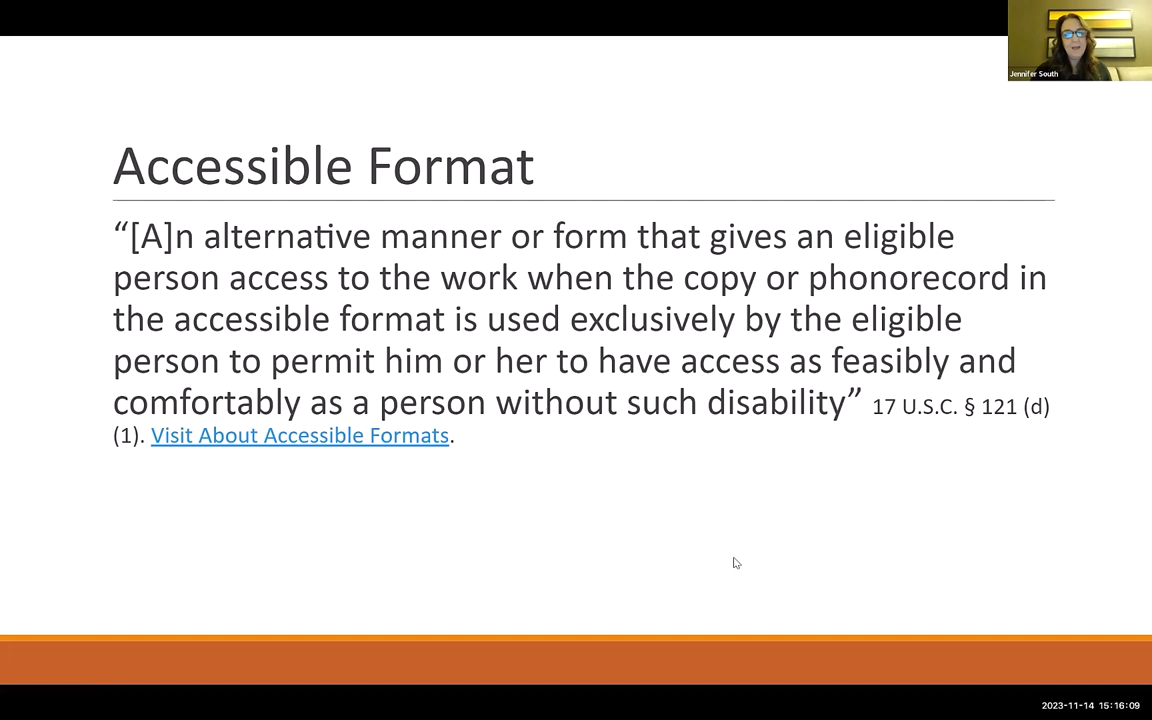 Jennifer South
Accessible Format
“[A]n alternative manner or form that gives an eligible
person access to the work when the copy or phonorecord in
the accessible format is used exclusively by the eligible
person to permit him or her to have access as feasibly and
comfortably as a person without such disability” 17 U.S.C. § 121 (d)
(1). Visit About Accessible Formats.
2023-11-14 15:16:09